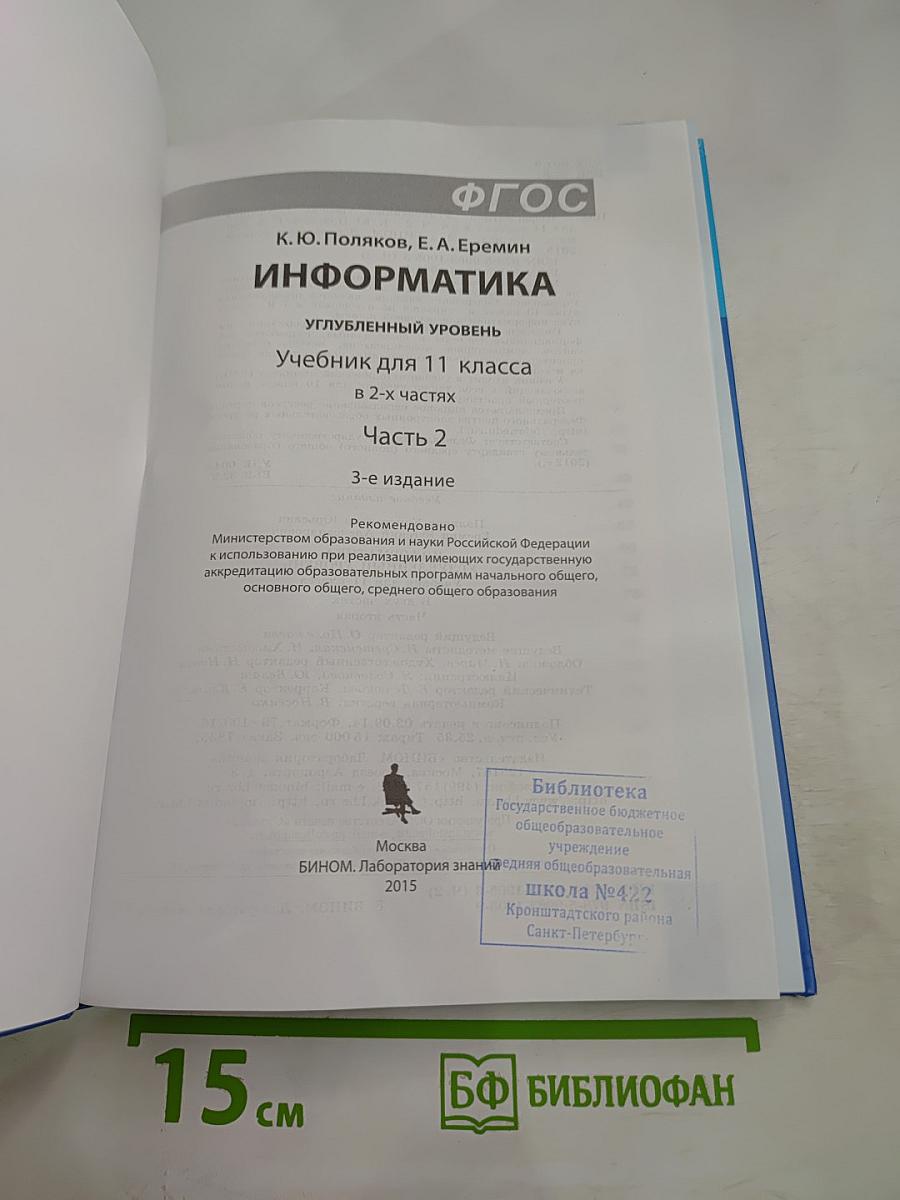 ФГОС
К. Ю. Поляков, Е. А. Еремин
ИНФОРМАТИКА
УГЛУБЛЕННЫЙ УРОВЕНЬ
Учебник для 11 класса
в 2-х частях
Часть 2
3-е издание
Рекомендовано
Министерством образования и науки Российской Федерации
к использованию при реализации имеющих государственную
аккредитацию образовательных программ начального общего,
основного общего, среднего общего образования
Москва
БИНОМ. Лаборатория знаний
2015
Библиотека
Государственное бюджетное
общеобразовательное
учреждение
средняя общеобразовательная
школа №422
Кронштадтского района
Санкт-Петербург
15 см
БФ БИБЛИОФАН